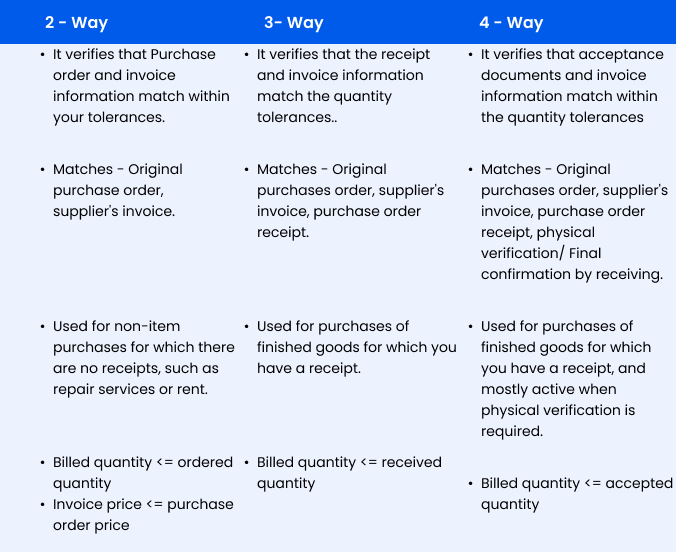 2 - Way
3- Way
4 - Way
• It verifies that Purchase
order and invoice
information match within
your tolerances.
• It verifies that the receipt
and invoice information
match the quantity
tolerances..
• It verifies that acceptance
documents and invoice
information match within
the quantity tolerances
• Matches - Original
purchase order,
supplier's invoice.
• Matches - Original
purchases order, supplier's
invoice, purchase order
receipt.
• Matches - Original
purchases order, supplier's
invoice, purchase order
receipt, physical
verification/ Final
confirmation by receiving.
• Used for non-item
purchases for which there
are no receipts, such as
repair services or rent.
• Used for purchases of
finished goods for which you
have a receipt.
• Used for purchases of
finished goods for which
you have a receipt, and
mostly active when
physical verification is
required.
• Billed quantity <= ordered
quantity
• Invoice price <= purchase
order price
• Billed quantity <= received
quantity
• Billed quantity <= accepted
quantity